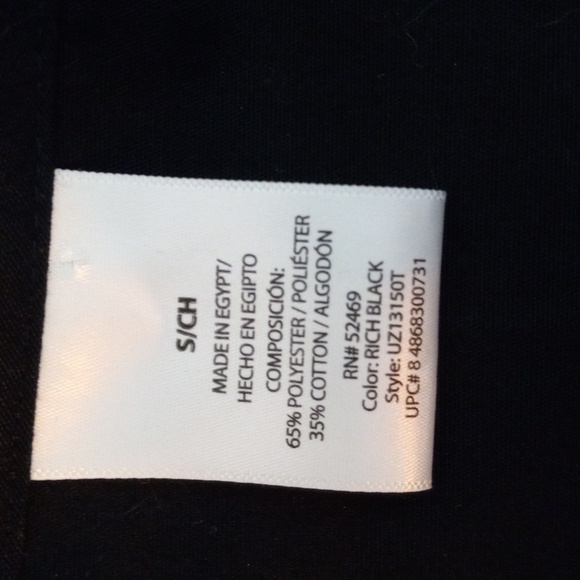 S/CH
MADE IN EGYPT/
HECHO EN EGIPTO
COMPOSICIÓN:
65% POLYESTER / POLIÉSTER
35% COTTON / ALGODÓN
RN# 52469
Color: RICH BLACK
Style: UZ13150T
UPC# 8 4868300731